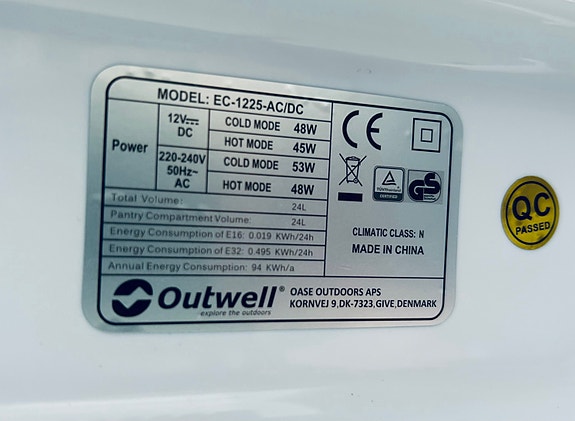 MODEL: EC-1225-AC/DC
Power
12V⎓ DC
COLD MODE 48W
HOT MODE 45W
220-240V 50Hz~ AC
COLD MODE 53W
HOT MODE 48W
Total Volume: 24L
Pantry Compartment Volume: 24L
Energy Consumption of E16: 0.019 KWh/24h
Energy Consumption of E32: 0.495 KWh/24h
Annual Energy Consumption: 94 KWh/a
CE
TÜVRheinland
CERTIFIED
GS
CLIMATIC CLASS: N
MADE IN CHINA
Outwell®
explore the outdoors
OASE OUTDOORS APS
KORNVEJ 9,DK-7323,GIVE,DENMARK
QC
PASSED